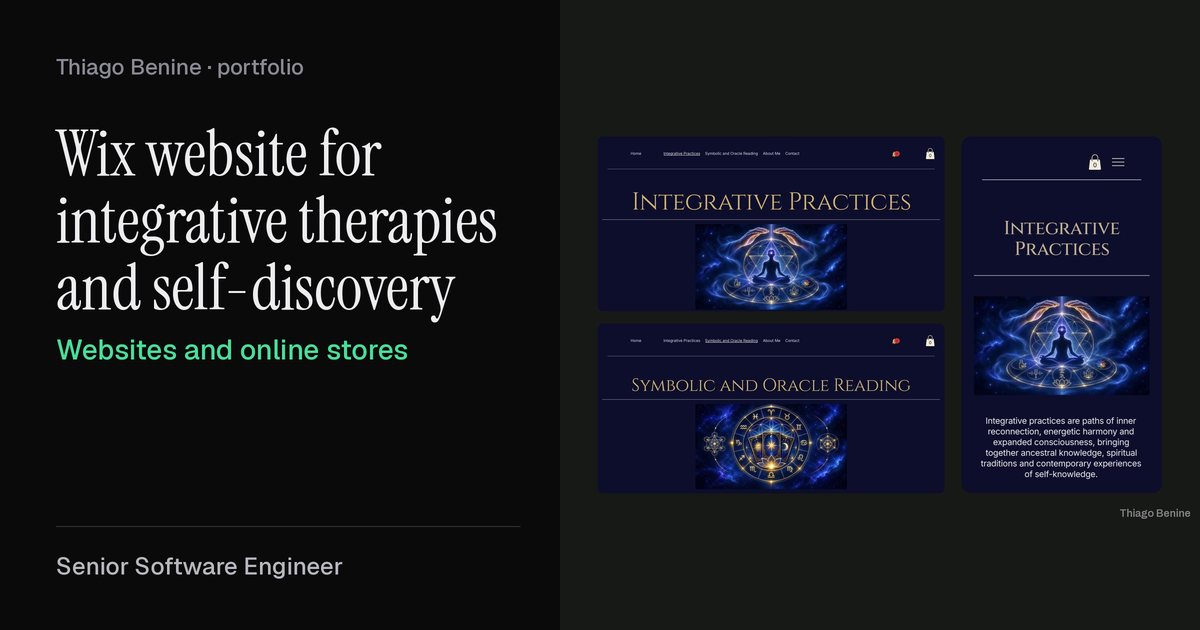 Thiago Benine · portfolio
Wix website for
integrative therapies
and self-discovery
Websites and online stores
Senior Software Engineer
Home Integrative Practices Symbolic and Oracle Reading About Me Contact
0
Integrative Practices
Home Integrative Practices Symbolic and Oracle Reading About Me Contact
0
Symbolic and Oracle Reading
0
Integrative
Practices
Integrative practices are paths of inner
reconnection, energetic harmony and
expanded consciousness, bringing
together ancestral knowledge, spiritual
traditions and contemporary experiences
of self-knowledge.
Thiago Benine